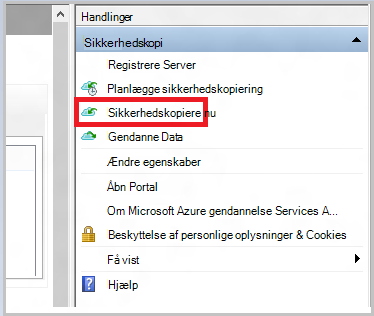 Handlinger
Sikkerhedskopi
Registrere Server
Planlægge sikkerhedskopiering
Sikkerhedskopiere nu
Gendanne Data
Ændre egenskaber
Åbn Portal
Om Microsoft Azure gendannelse Services A...
Beskyttelse af personlige oplysninger & Cookies
Få vist
Hjælp